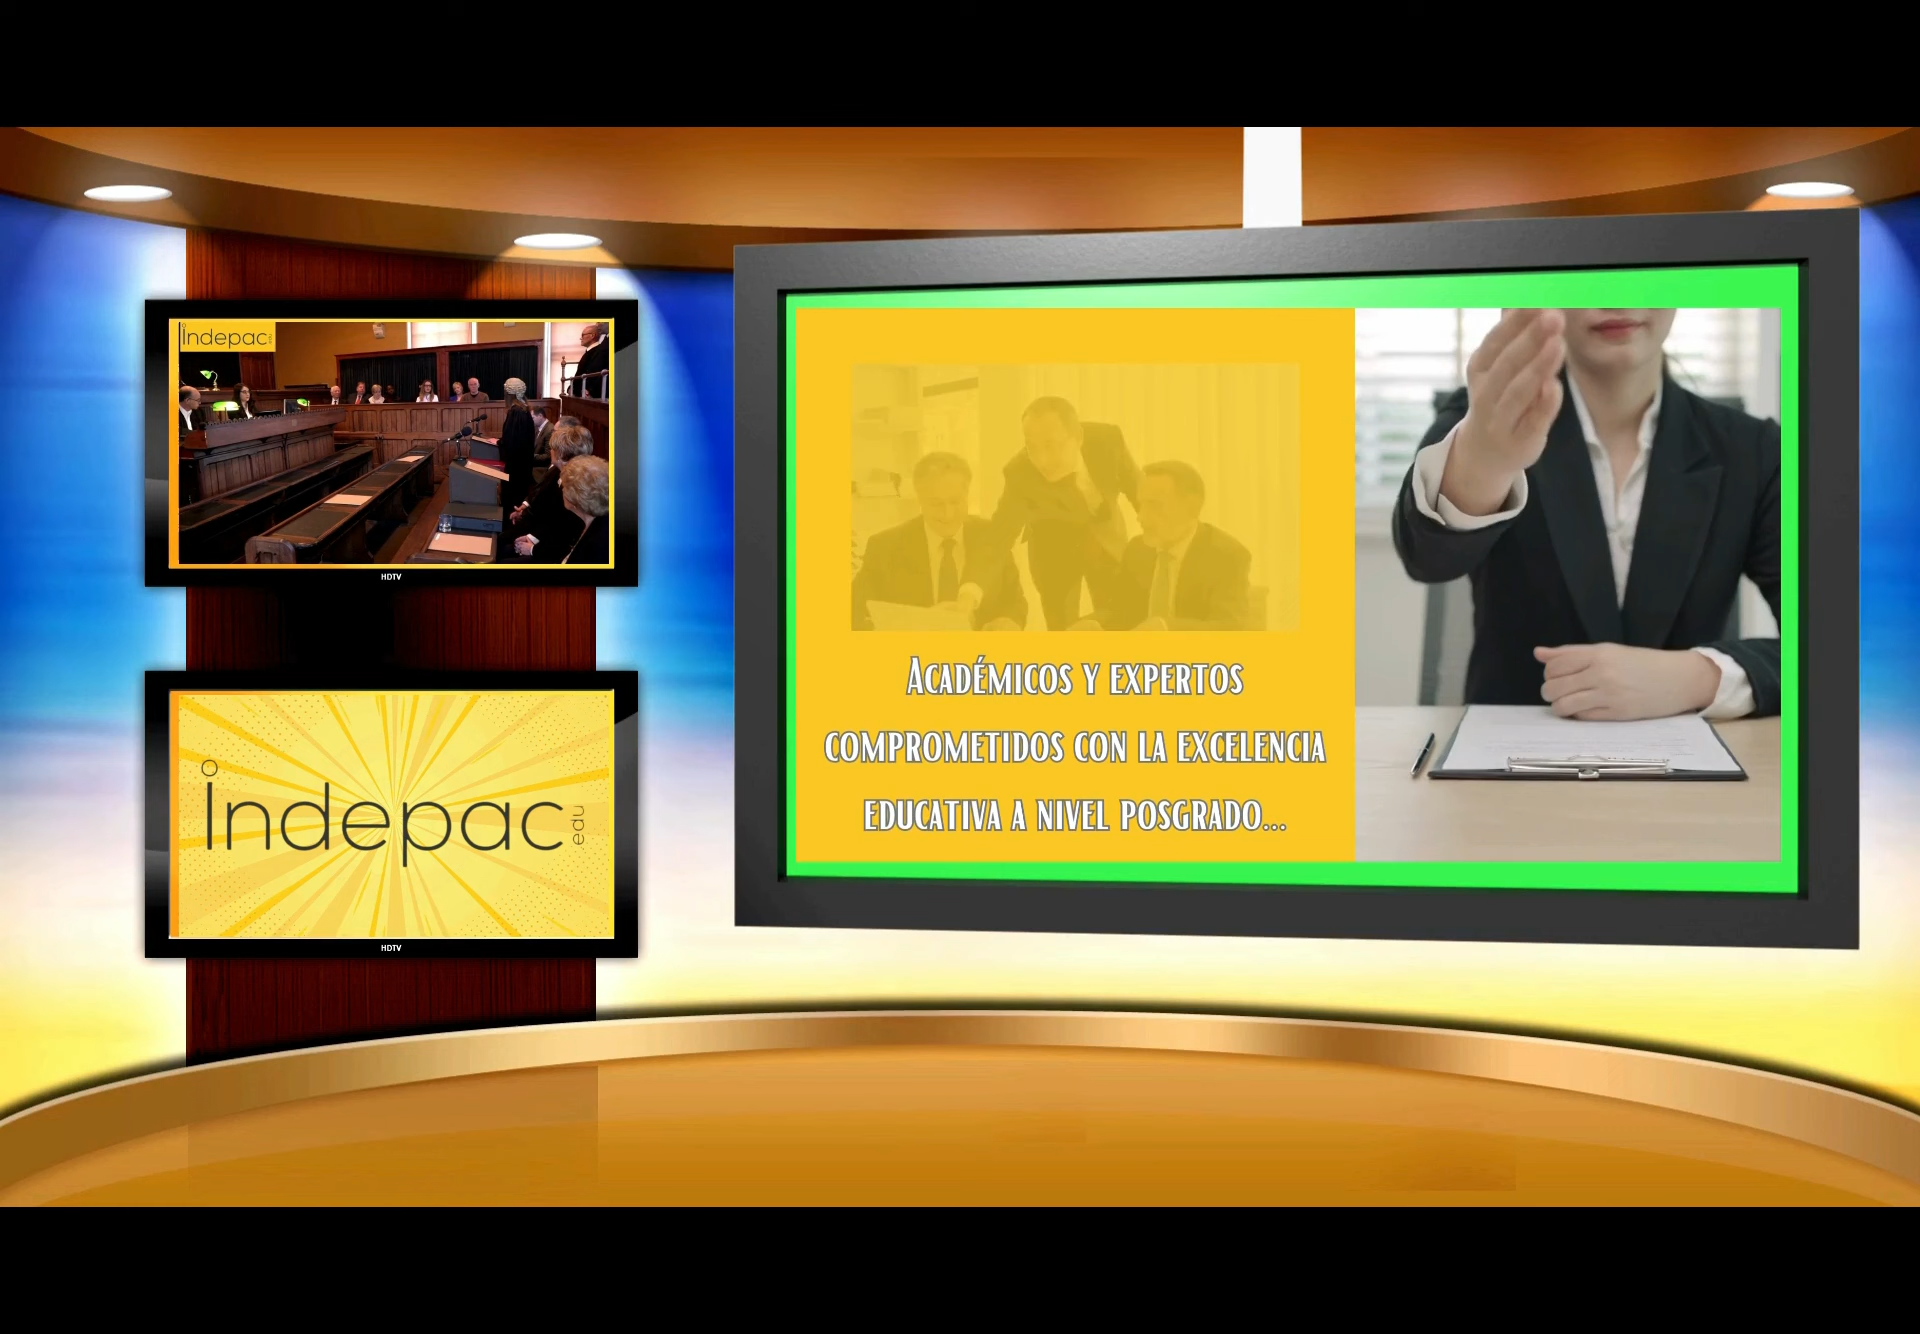 indepac
HDTV
indepac .edu
HDTV
Académicos y expertos
comprometidos con la excelencia
educativa a nivel posgrado...